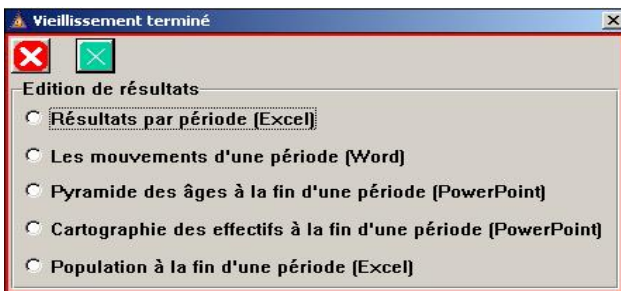 Vieillissement terminé
Edition de résultats
Résultats par période (Excel)
Les mouvements d'une période (Word)
Pyramide des âges à la fin d'une période (PowerPoint)
Cartographie des effectifs à la fin d'une période (PowerPoint)
Population à la fin d'une période (Excel)